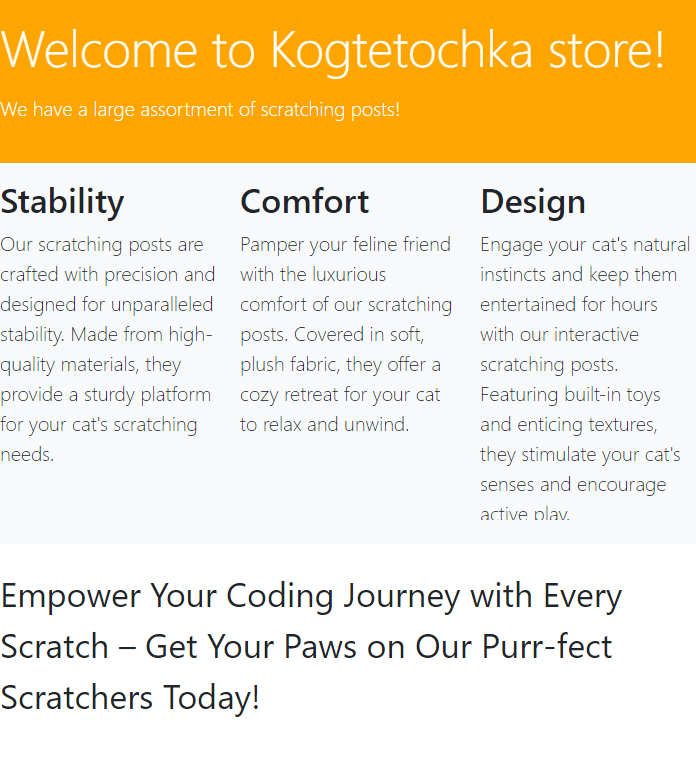 Welcome to Kogtetochka store!
We have a large assortment of scratching posts!
Stability
Our scratching posts are
crafted with precision and
designed for unparalleled
stability. Made from high-
quality materials, they
provide a sturdy platform
for your cat's scratching
needs.
Comfort
Pamper your feline friend
with the luxurious
comfort of our scratching
posts. Covered in soft,
plush fabric, they offer a
cozy retreat for your cat
to relax and unwind.
Design
Engage your cat's natural
instincts and keep them
entertained for hours
with our interactive
scratching posts.
Featuring built-in toys
and enticing textures,
they stimulate your cat's
senses and encourage
active play.
Empower Your Coding Journey with Every
Scratch – Get Your Paws on Our Purr-fect
Scratchers Today!